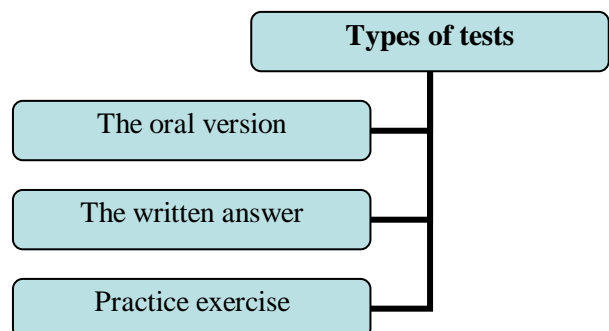 Types of tests
The oral version
The written answer
Practice exercise